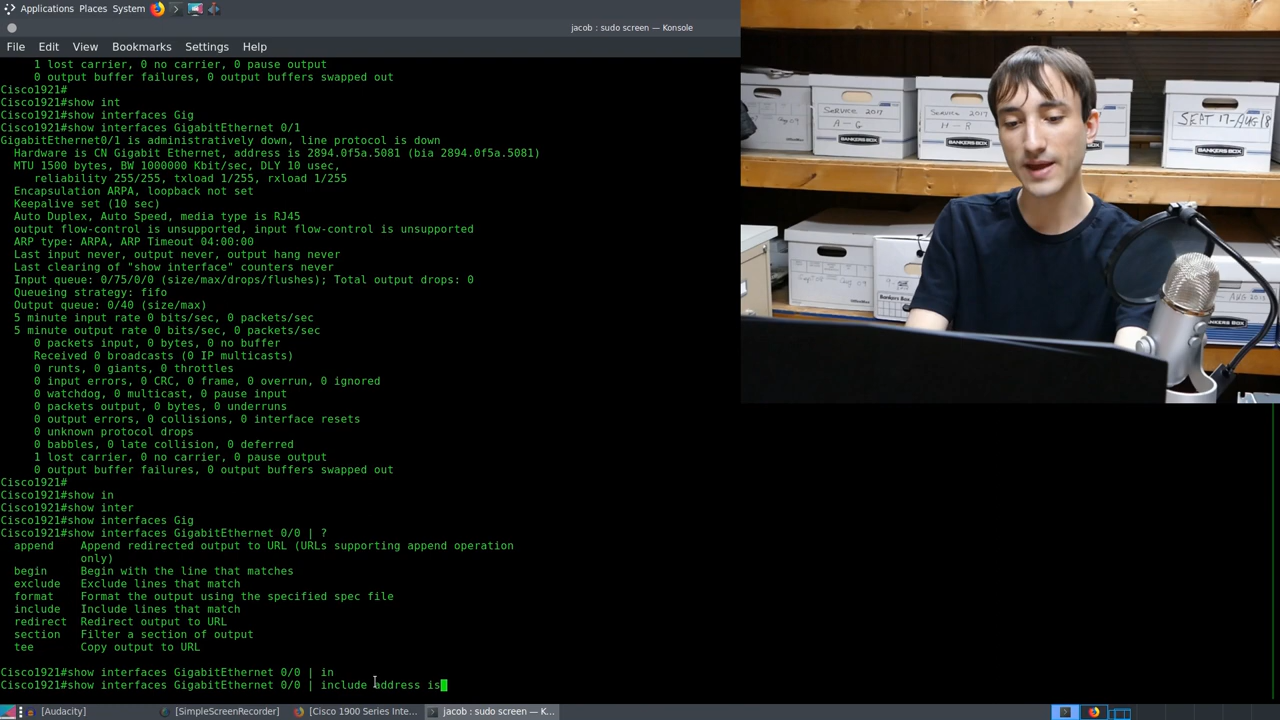 Applications Places System
jacob : sudo screen — Konsole
File Edit View Bookmarks Settings Help
1 lost carrier, 0 no carrier, 0 pause output
0 output buffer failures, 0 output buffers swapped out
Cisco1921#
Cisco1921#show int
Cisco1921#show interfaces Gig
Cisco1921#show interfaces GigabitEthernet 0/1
GigabitEthernet0/1 is administratively down, line protocol is down
Hardware is CN Gigabit Ethernet, address is 2894.0f5a.5081 (bia 2894.0f5a.5081)
MTU 1500 bytes, BW 1000000 Kbit/sec, DLY 10 usec,
reliability 255/255, txload 1/255, rxload 1/255
Encapsulation ARPA, loopback not set
Keepalive set (10 sec)
Auto Duplex, Auto Speed, media type is RJ45
output flow-control is unsupported, input flow-control is unsupported
ARP type: ARPA, ARP Timeout 04:00:00
Last input never, output never, output hang never
Last clearing of "show interface" counters never
Input queue: 0/75/0/0 (size/max/drops/flushes); Total output drops: 0
Queueing strategy: fifo
Output queue: 0/40 (size/max)
5 minute input rate 0 bits/sec, 0 packets/sec
5 minute output rate 0 bits/sec, 0 packets/sec
0 packets input, 0 bytes, 0 no buffer
Received 0 broadcasts (0 IP multicasts)
0 runts, 0 giants, 0 throttles
0 input errors, 0 CRC, 0 frame, 0 overrun, 0 ignored
0 watchdog, 0 multicast, 0 pause input
0 packets output, 0 bytes, 0 underruns
0 output errors, 0 collisions, 0 interface resets
0 unknown protocol drops
0 babbles, 0 late collision, 0 deferred
1 lost carrier, 0 no carrier, 0 pause output
0 output buffer failures, 0 output buffers swapped out
Cisco1921#
Cisco1921#show in
Cisco1921#show inter
Cisco1921#show interfaces Gig
Cisco1921#show interfaces GigabitEthernet 0/0 | ?
append Append redirected output to URL (URLs supporting append operation
only)
begin Begin with the line that matches
exclude Exclude lines that match
format Format the output using the specified spec file
include Include lines that match
redirect Redirect output to URL
section Filter a section of output
tee Copy output to URL
Cisco1921#show interfaces GigabitEthernet 0/0 | in
Cisco1921#show interfaces GigabitEthernet 0/0 | include address is
[Audacity] [SimpleScreenRecorder] [Cisco 1900 Series Inte... jacob : sudo screen — K...
SERVICE 2017
A - G
BANKERS BOX
H - R
BANKERS BOX
SEPT 17-AUG 18
BANKERS BOX
Bankers Box
BANKERS BOX